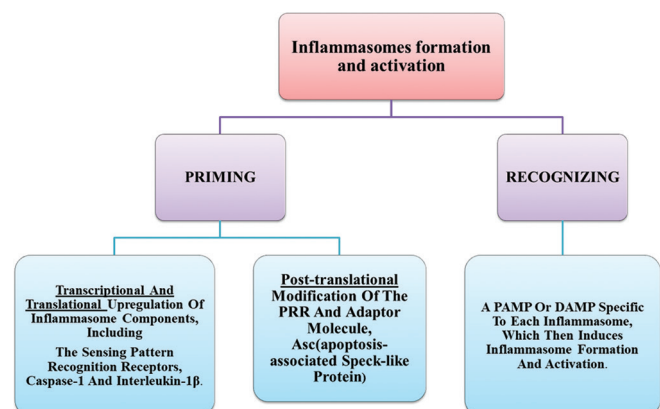 Inflammasomes formation
and activation
PRIMING
RECOGNIZING
Transcriptional And
Translational Upregulation Of
Inflammasome Components,
Including
The Sensing Pattern
Recognition Receptors,
Caspase-1 And Interleukin-1β.
Post-translational
Modification Of The
PRR And Adaptor
Molecule,
Asc(apoptosis-
associated Speck-like
Protein)
A PAMP Or DAMP Specific
To Each Inflammasome,
Which Then Induces
Inflammasome Formation
And Activation.